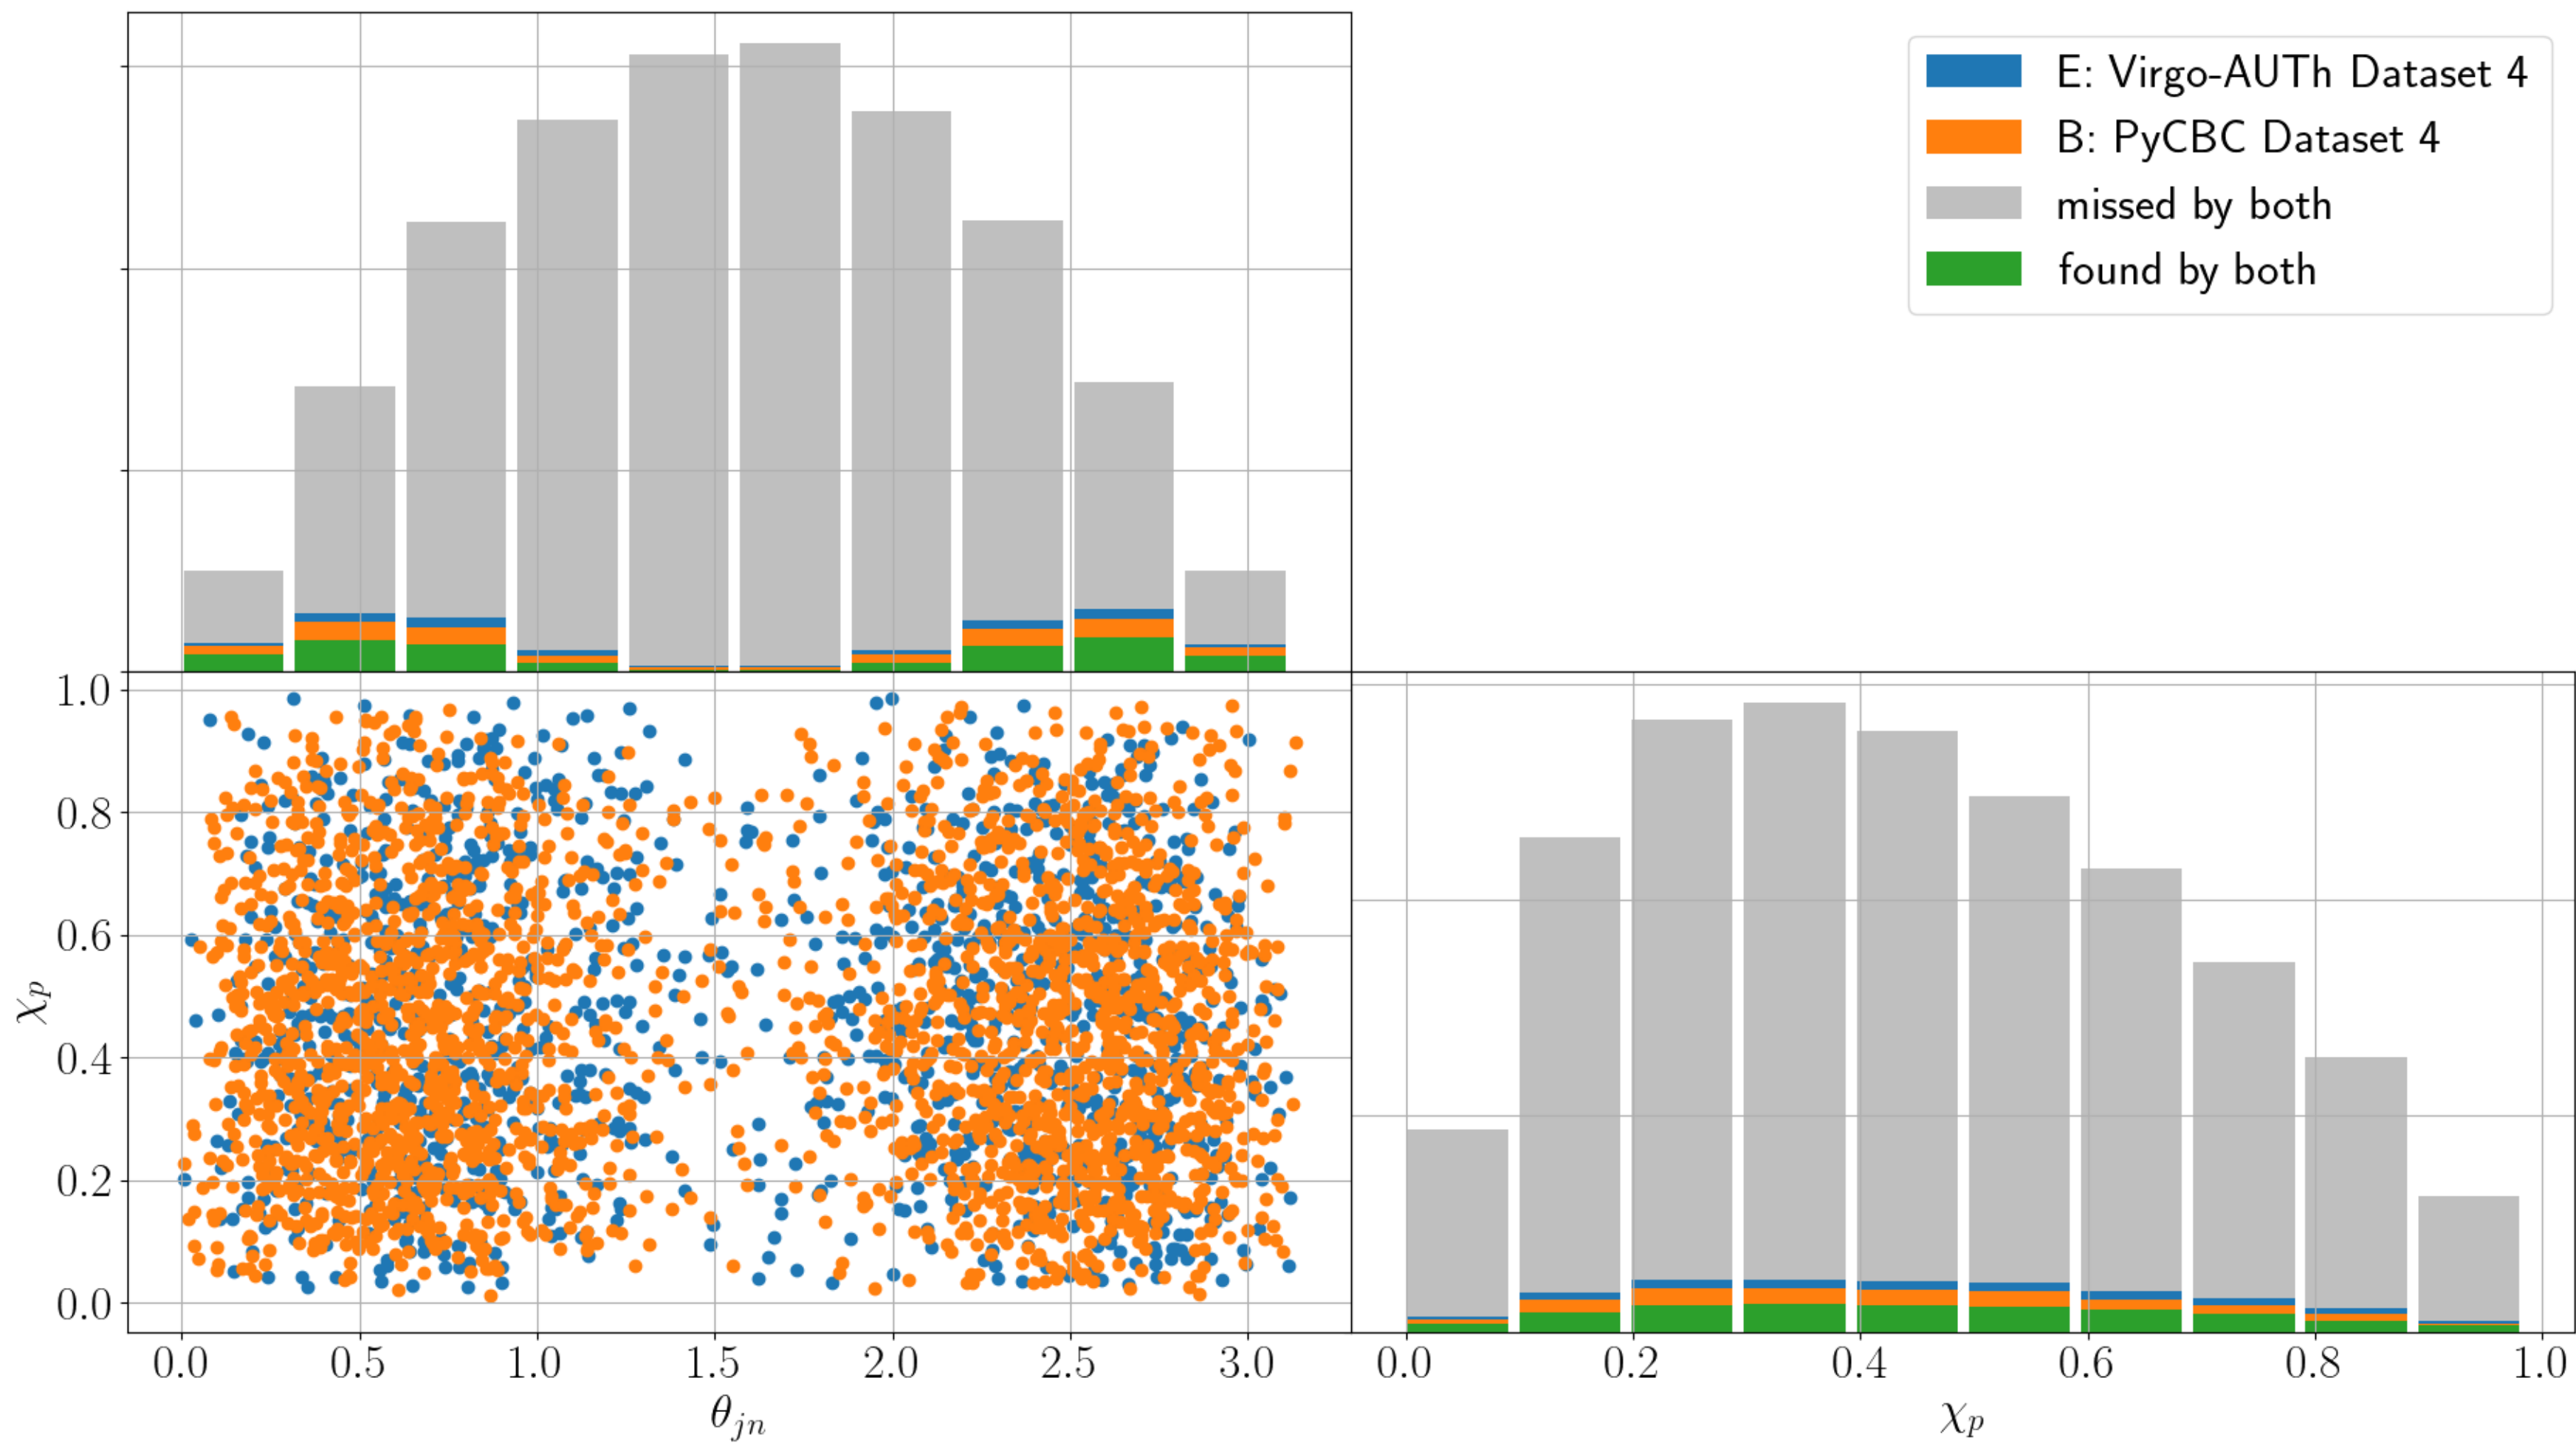 E: Virgo-AUTh Dataset 4
B: PyCBC Dataset 4
missed by both
found by both
1.0
0.8
0.6
0.4
0.2
0.0
χp
0.0 0.5 1.0 1.5 2.0 2.5 3.0
θjn
0.0 0.2 0.4 0.6 0.8 1.0
χp